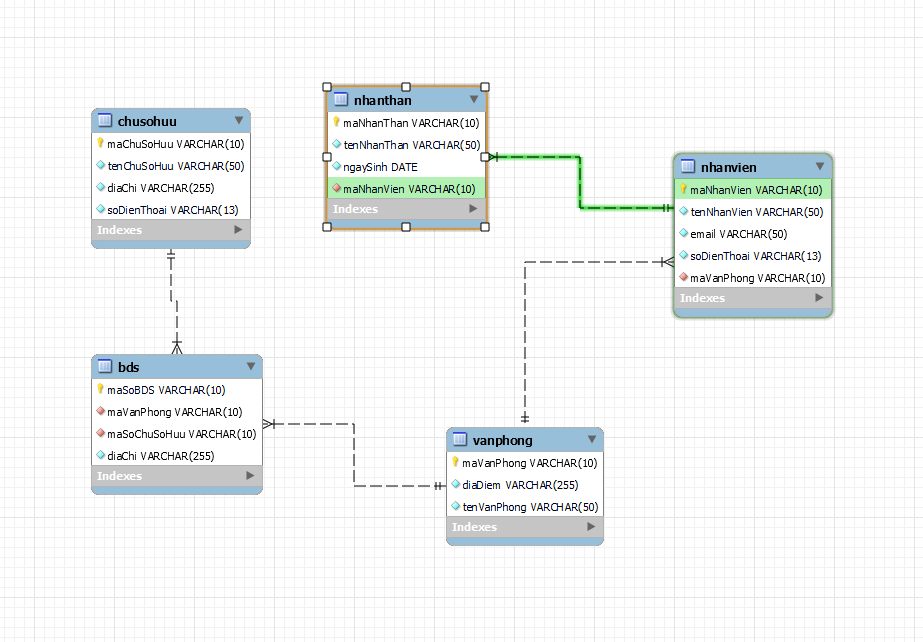 chusohuu
maChuSoHuu VARCHAR(10)
tenChuSoHuu VARCHAR(50)
diaChi VARCHAR(255)
soDienThoai VARCHAR(13)
Indexes
nhanthan
maNhanThan VARCHAR(10)
tenNhanThan VARCHAR(50)
ngaySinh DATE
maNhanVien VARCHAR(10)
Indexes
nhanvien
maNhanVien VARCHAR(10)
tenNhanVien VARCHAR(50)
email VARCHAR(50)
soDienThoai VARCHAR(13)
maVanPhong VARCHAR(10)
Indexes
bds
maSoBDS VARCHAR(10)
maVanPhong VARCHAR(10)
maSoChuSoHuu VARCHAR(10)
diaChi VARCHAR(255)
Indexes
vanphong
maVanPhong VARCHAR(10)
diaDiem VARCHAR(255)
tenVanPhong VARCHAR(50)
Indexes